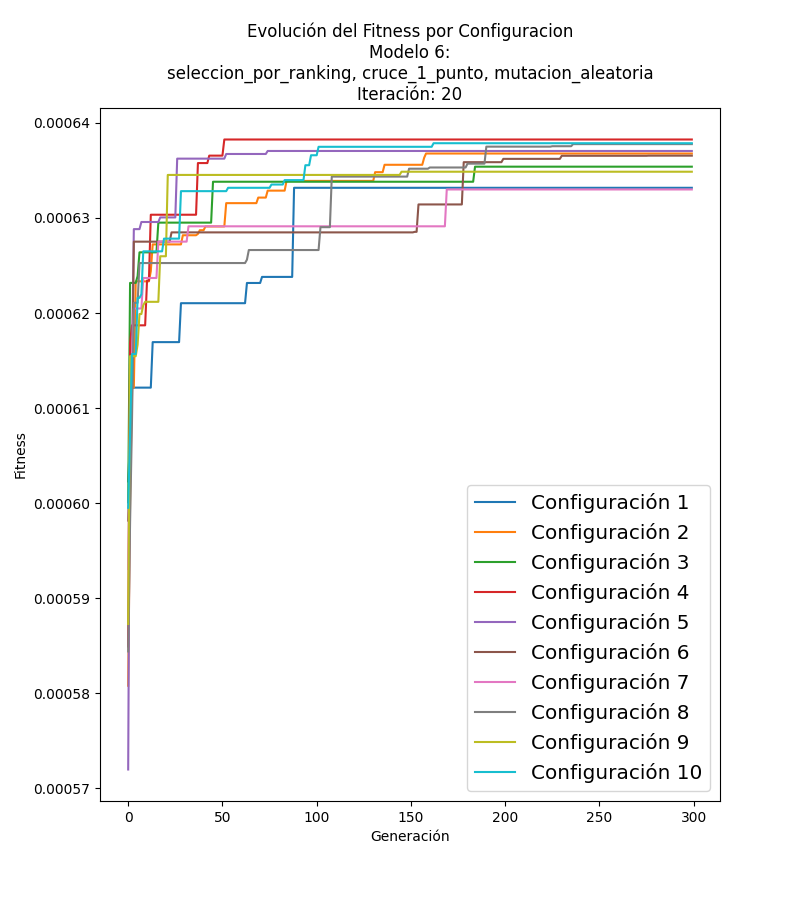 Evolución del Fitness por Configuracion
Modelo 6:
seleccion_por_ranking, cruce_1_punto, mutacion_aleatoria
Iteración: 20
0.00064
0.00063
0.00062
0.00061
0.00060
0.00059
0.00058
0.00057
Fitness
0
50
100
150
200
250
300
Generación
Configuración 1
Configuración 2
Configuración 3
Configuración 4
Configuración 5
Configuración 6
Configuración 7
Configuración 8
Configuración 9
Configuración 10